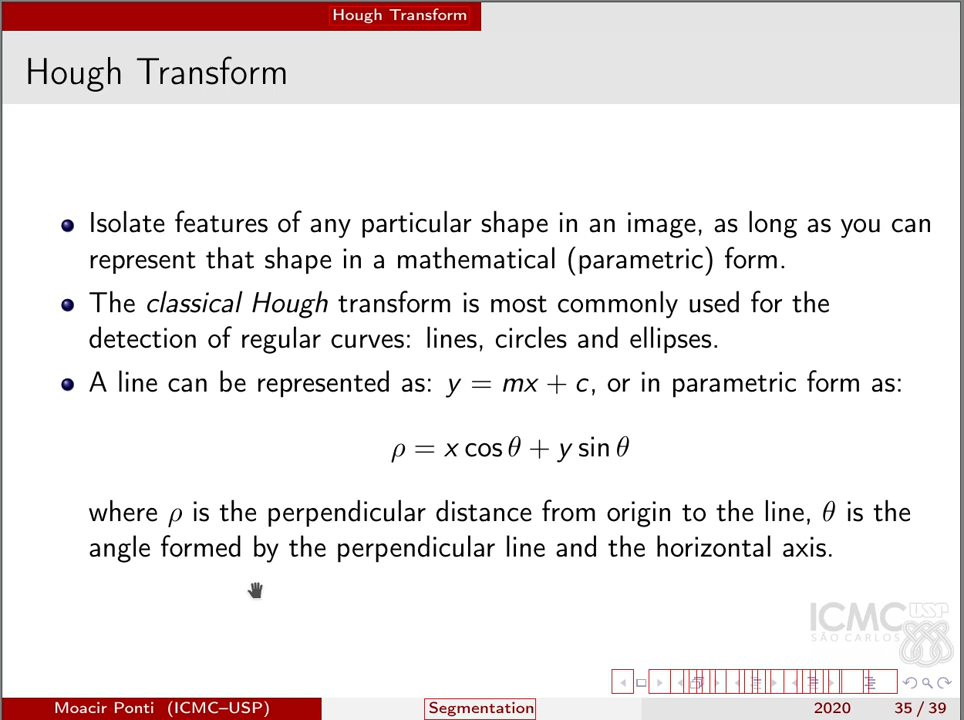 Hough Transform
Hough Transform
Isolate features of any particular shape in an image, as long as you can
represent that shape in a mathematical (parametric) form.
The classical Hough transform is most commonly used for the
detection of regular curves: lines, circles and ellipses.
A line can be represented as: y = mx + c, or in parametric form as:
ρ = x cos θ + y sin θ
where ρ is the perpendicular distance from origin to the line, θ is the
angle formed by the perpendicular line and the horizontal axis.
ICMC USP
SÃO CARLOS
Moacir Ponti (ICMC–USP) Segmentation 2020 35 / 39